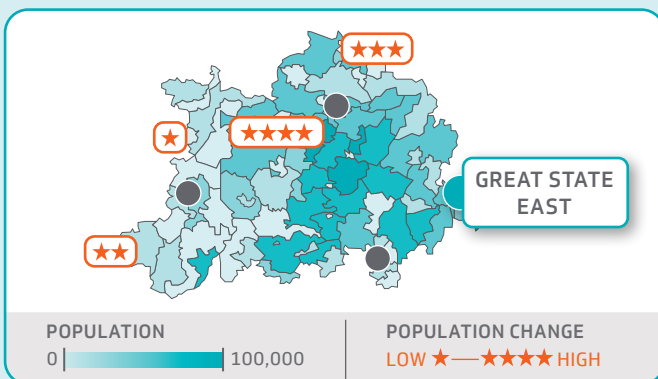 ★★★
★
★★★★
GREAT STATE
EAST
★★
POPULATION
0 100,000
POPULATION CHANGE
LOW ★—★★★★ HIGH